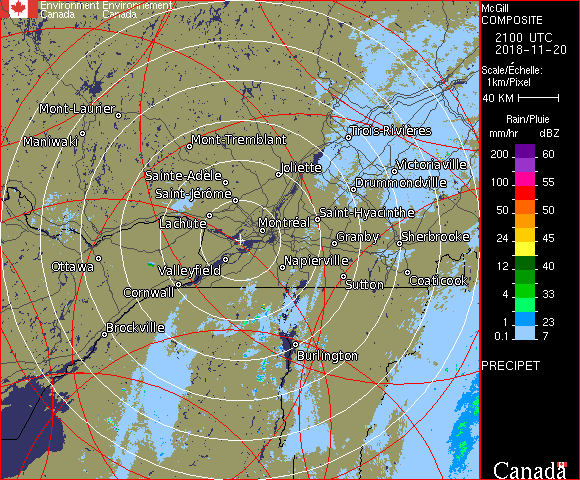 Environment Environnement
Canada Canada
Mont-Laurier
Maniwaki
Mont-Tremblant
Trois-Rivières
Sainte-Adèle
Joliette
Victoriaville
Saint-Jérôme
Drummondville
Lachute
Montréal
Saint-Hyacinthe
Granby
Sherbrooke
Ottawa
Valleyfield
Napierville
Cornwall
Sutton
Coaticook
Brockville
Burlington
McGill
COMPOSITE
2100 UTC
2018-11-20
Scale/Échelle:
1km/Pixel
40 KM
Rain/Pluie
mm/hr dBZ
200 60
100 55
50 50
24 45
12 40
4 33
1 23
0.1 7
PRECIPET
Canada